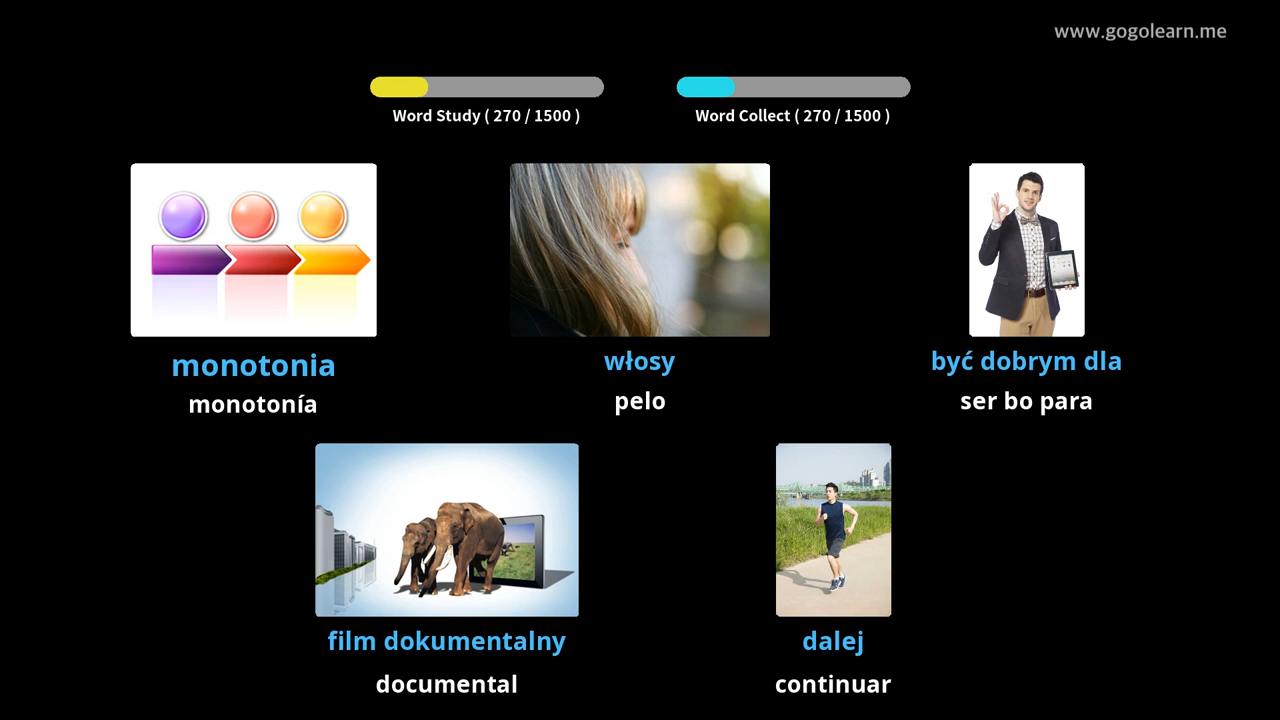 www.gogolearn.me
Word Study ( 270 / 1500 )
Word Collect ( 270 / 1500 )
monotonia
monotonía
włosy
pelo
być dobrym dla
ser bo para
film dokumentalny
documental
dalej
continuar